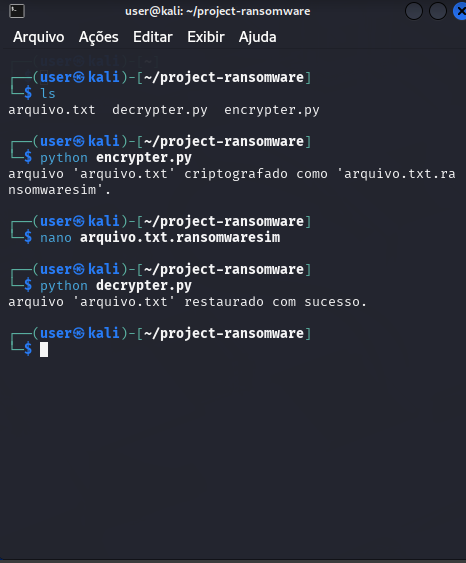 user@kali: ~/project-ransomware
Arquivo Ações Editar Exibir Ajuda
┌──(user㉿kali)-[~/project-ransomware]
└─$ ls
arquivo.txt decrypter.py encrypter.py
┌──(user㉿kali)-[~/project-ransomware]
└─$ python encrypter.py
arquivo 'arquivo.txt' criptografado como 'arquivo.txt.ra
nsomwaresim'.
┌──(user㉿kali)-[~/project-ransomware]
└─$ nano arquivo.txt.ransomwaresim
┌──(user㉿kali)-[~/project-ransomware]
└─$ python decrypter.py
arquivo 'arquivo.txt' restaurado com sucesso.
┌──(user㉿kali)-[~/project-ransomware]
└─$